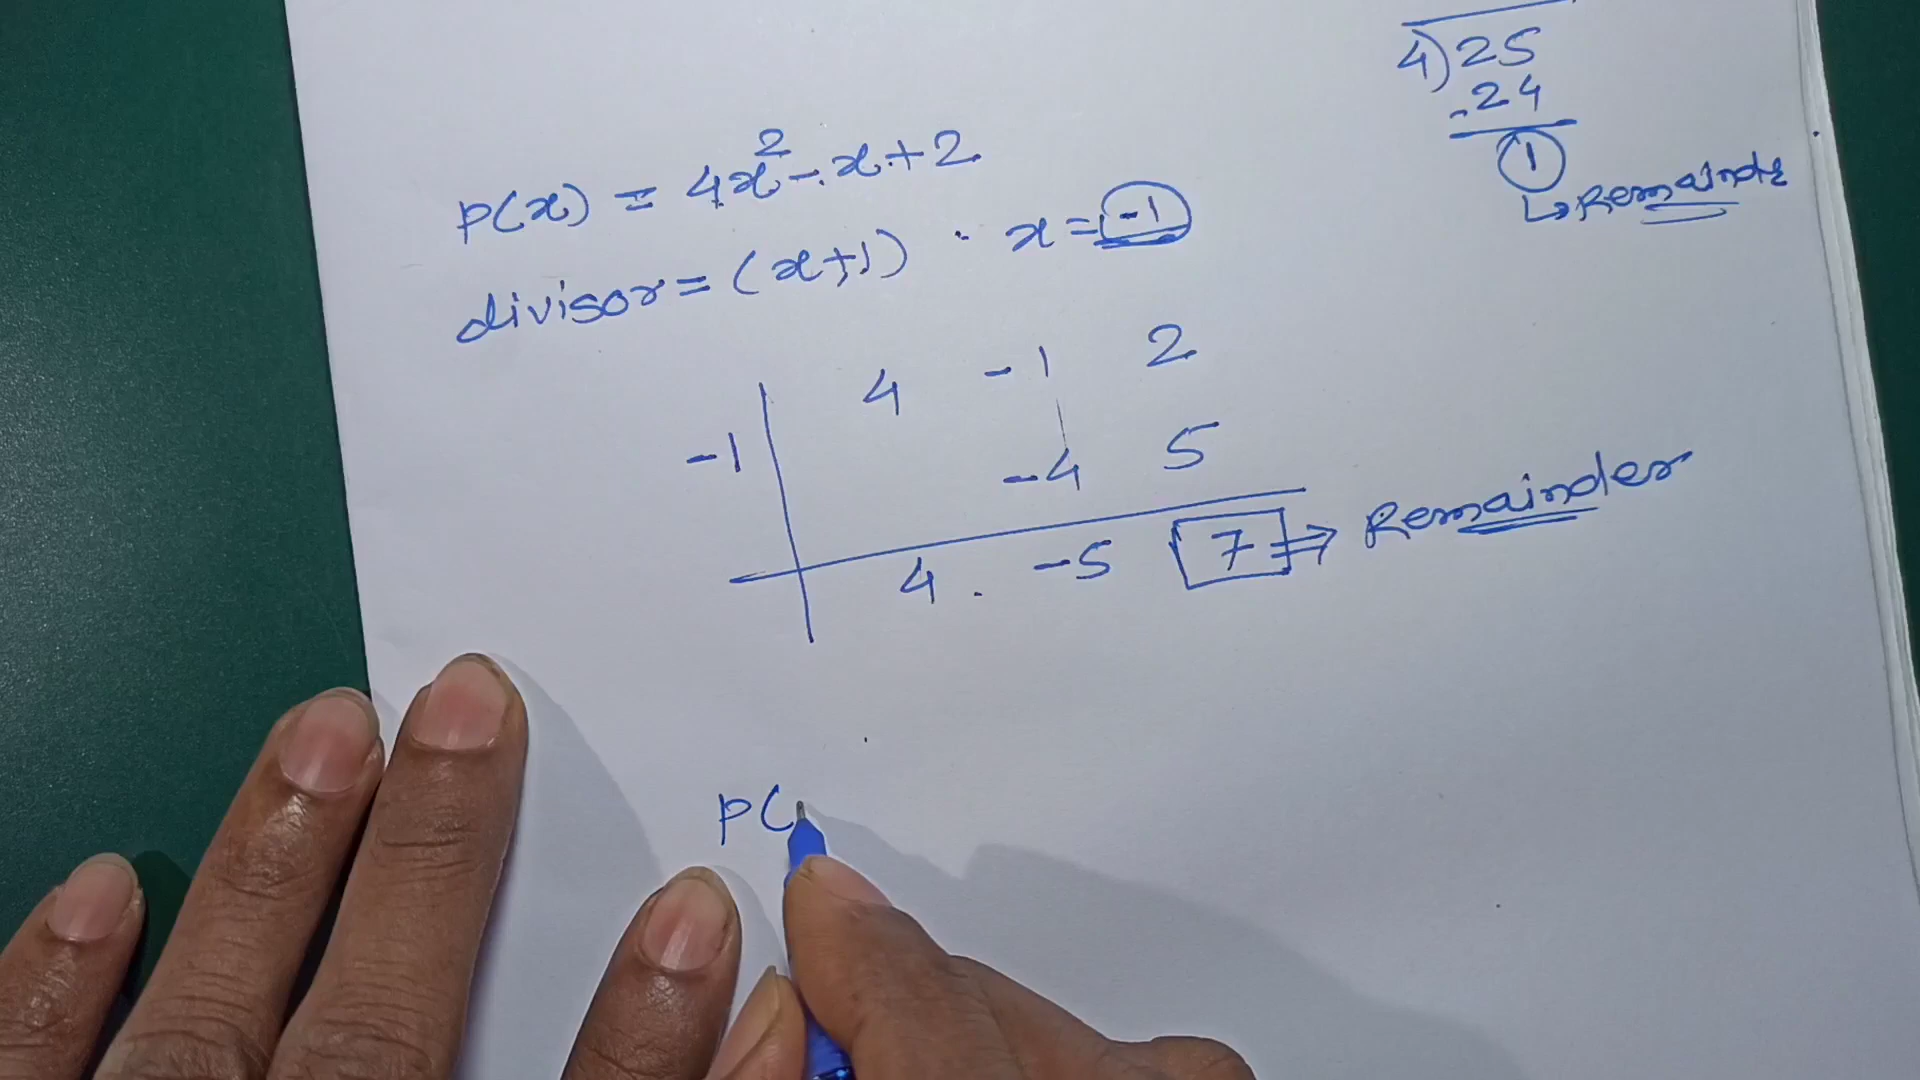 4)25
-24
1
↳ Remainde
p(x) = 4x² - x + 2
divisor = (x+1) . x = -1
4 -1 2
-1 -4 5
4 . -5 7 ⇒ Remainder
p(